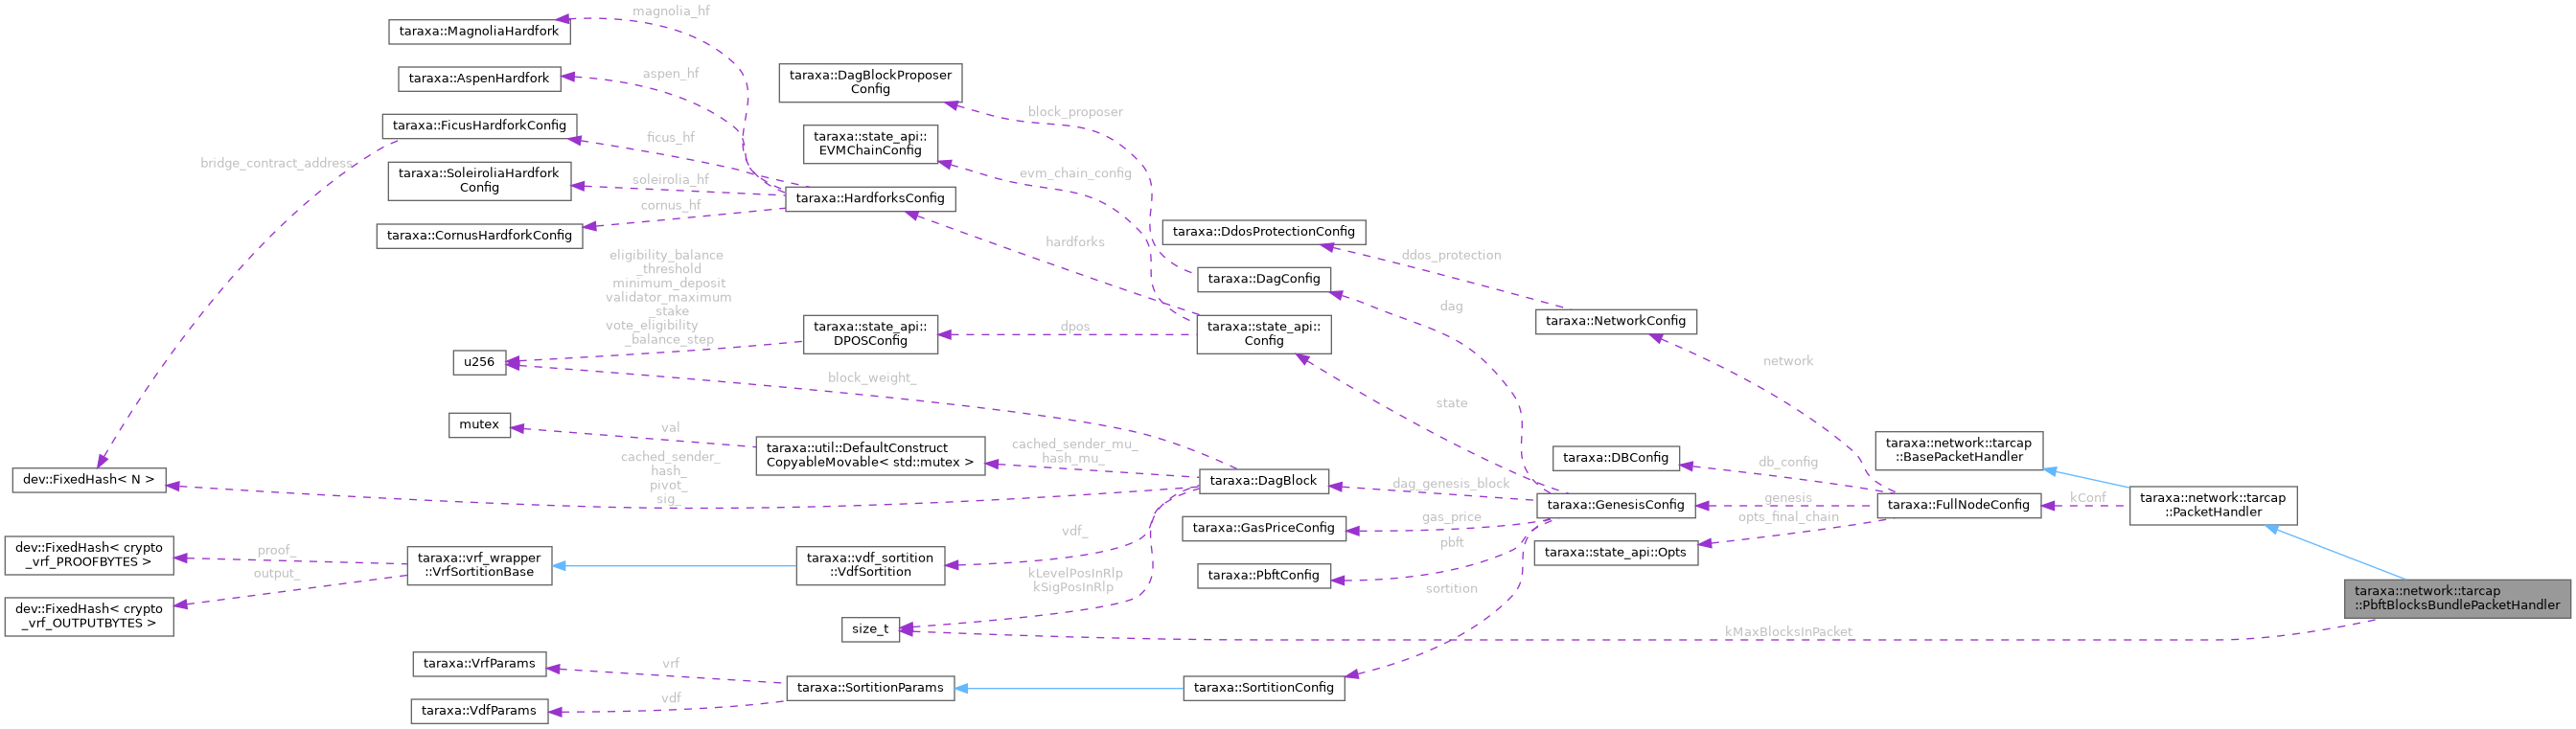 magnolia_hf
taraxa::MagnoliaHardfork
aspen_hf
taraxa::AspenHardfork
taraxa::DagBlockProposer
Config
block_proposer
taraxa::FicusHardforkConfig
ficus_hf
taraxa::state_api::
EVMChainConfig
bridge_contract_address
evm_chain_config
taraxa::SoleiroliaHardfork
Config
soleirolia_hf
taraxa::HardforksConfig
cornus_hf
taraxa::CornusHardforkConfig
hardforks
taraxa::DdosProtectionConfig
ddos_protection
eligibility_balance
_threshold
minimum_deposit
validator_maximum
_stake
vote_eligibility
_balance_step
taraxa::DagConfig
dag
taraxa::NetworkConfig
taraxa::state_api::
DPOSConfig
dpos
taraxa::state_api::
Config
network
u256
block_weight_
state
mutex
val
taraxa::util::DefaultConstruct
CopyableMovable< std::mutex >
cached_sender_mu_
hash_mu_
taraxa::DBConfig
db_config
taraxa::network::tarcap
::BasePacketHandler
dev::FixedHash< N >
cached_sender_
hash_
pivot_
sig_
taraxa::DagBlock
dag_genesis_block
taraxa::GenesisConfig
genesis
taraxa::FullNodeConfig
kConf
taraxa::network::tarcap
::PacketHandler
taraxa::GasPriceConfig
gas_price
opts_final_chain
vdf_
pbft
taraxa::state_api::Opts
dev::FixedHash< crypto
_vrf_PROOFBYTES >
proof_
output_
taraxa::vrf_wrapper
::VrfSortitionBase
taraxa::vdf_sortition
::VdfSortition
kLevelPosInRlp
kSigPosInRlp
taraxa::PbftConfig
sortition
taraxa::network::tarcap
::PbftBlocksBundlePacketHandler
dev::FixedHash< crypto
_vrf_OUTPUTBYTES >
size_t
kMaxBlocksInPacket
taraxa::VrfParams
vrf
taraxa::SortitionParams
taraxa::SortitionConfig
vdf
taraxa::VdfParams